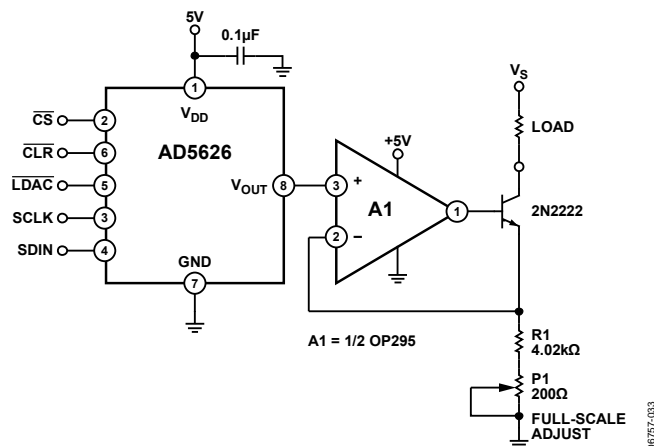 5V
0.1µF
1
VDD
CS
2
CLR
6
LDAC
5
SCLK
3
SDIN
4
AD5626
VOUT
8
GND
7
3
+
+5V
A1
2
−
1
VS
LOAD
2N2222
A1 = 1/2 OP295
R1
4.02kΩ
P1
200Ω
FULL-SCALE
ADJUST
06757-033